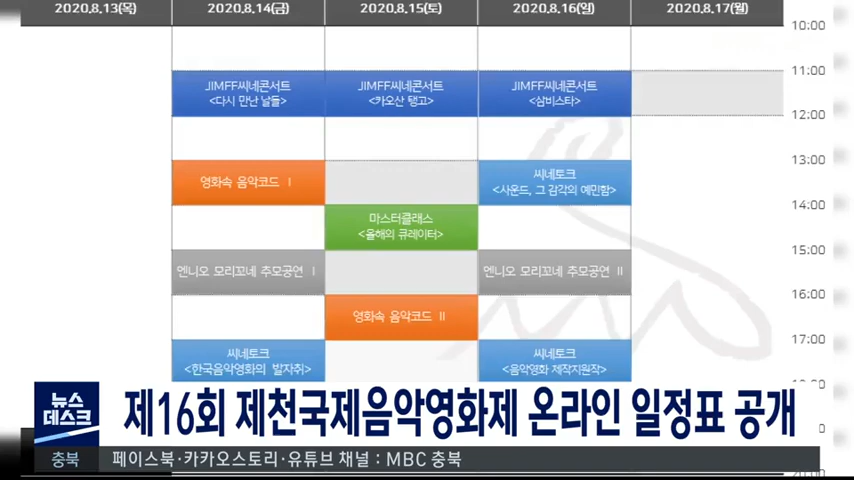 2020.8.13(목) 2020.8.14(금) 2020.8.15(토) 2020.8.16(일) 2020.8.17(월)
10:00
11:00
JIMFF씨네콘서트 JIMFF씨네콘서트 JIMFF씨네콘서트
<다시 만난 날들> <카오산 탱고> <삼비스타>
12:00
13:00
영화속 음악코드 Ⅰ
씨네토크
<사운드, 그 감각의 예민함>
14:00
마스터클래스
<올해의 큐레이터>
15:00
엔니오 모리꼬네 추모공연 Ⅰ 엔니오 모리꼬네 추모공연 Ⅱ
16:00
영화속 음악코드 Ⅱ
17:00
씨네토크 씨네토크
<한국음악영화의 발자취> <음악영화 제작지원작>
뉴스
데스크
제16회 제천국제음악영화제 온라인 일정표 공개
충북 페이스북·카카오스토리·유튜브 채널 : MBC 충북